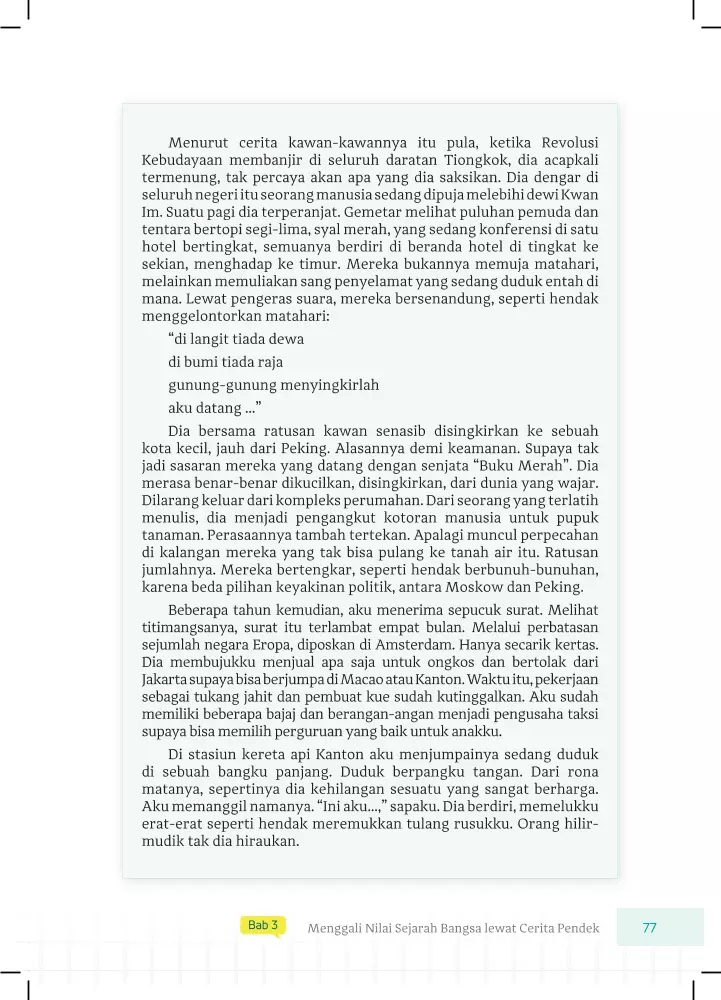 Menurut cerita kawan-kawannya itu pula, ketika Revolusi
Kebudayaan membanjir di seluruh daratan Tiongkok, dia acapkali
termenung, tak percaya akan apa yang dia saksikan. Dia dengar di
seluruh negeri itu seorang manusia sedang dipuja melebihi dewi Kwan
Im. Suatu pagi dia terperanjat. Gemetar melihat puluhan pemuda dan
tentara bertopi segi-lima, syal merah, yang sedang konferensi di satu
hotel bertingkat, semuanya berdiri di beranda hotel di tingkat ke
sekian, menghadap ke timur. Mereka bukannya memuja matahari,
melainkan memuliakan sang penyelamat yang sedang duduk entah di
mana. Lewat pengeras suara, mereka bersenandung, seperti hendak
menggelontorkan matahari:
“di langit tiada dewa
di bumi tiada raja
gunung-gunung menyingkirlah
aku datang ...”
Dia bersama ratusan kawan senasib disingkirkan ke sebuah
kota kecil, jauh dari Peking. Alasannya demi keamanan. Supaya tak
jadi sasaran mereka yang datang dengan senjata “Buku Merah”. Dia
merasa benar-benar dikucilkan, disingkirkan, dari dunia yang wajar.
Dilarang keluar dari kompleks perumahan. Dari seorang yang terlatih
menulis, dia menjadi pengangkut kotoran manusia untuk pupuk
tanaman. Perasaannya tambah tertekan. Apalagi muncul perpecahan
di kalangan mereka yang tak bisa pulang ke tanah air itu. Ratusan
jumlahnya. Mereka bertengkar, seperti hendak berbunuh-bunuhan,
karena beda pilihan keyakinan politik, antara Moskow dan Peking.
Beberapa tahun kemudian, aku menerima sepucuk surat. Melihat
titimangsanya, surat itu terlambat empat bulan. Melalui perbatasan
sejumlah negara Eropa, diposkan di Amsterdam. Hanya secarik kertas.
Dia membujukku menjual apa saja untuk ongkos dan bertolak dari
Jakarta supaya bisa berjumpa di Macao atau Kanton. Waktu itu, pekerjaan
sebagai tukang jahit dan pembuat kue sudah kutinggalkan. Aku sudah
memiliki beberapa bajaj dan berangan-angan menjadi pengusaha taksi
supaya bisa memilih perguruan yang baik untuk anakku.
Di stasiun kereta api Kanton aku menjumpainya sedang duduk
di sebuah bangku panjang. Duduk berpangku tangan. Dari rona
matanya, sepertinya dia kehilangan sesuatu yang sangat berharga.
Aku memanggil namanya. “Ini aku...,” sapaku. Dia berdiri, memelukku
erat-erat seperti hendak meremukkan tulang rusukku. Orang hilir-
mudik tak dia hiraukan.
Bab 3 Menggali Nilai Sejarah Bangsa lewat Cerita Pendek 77